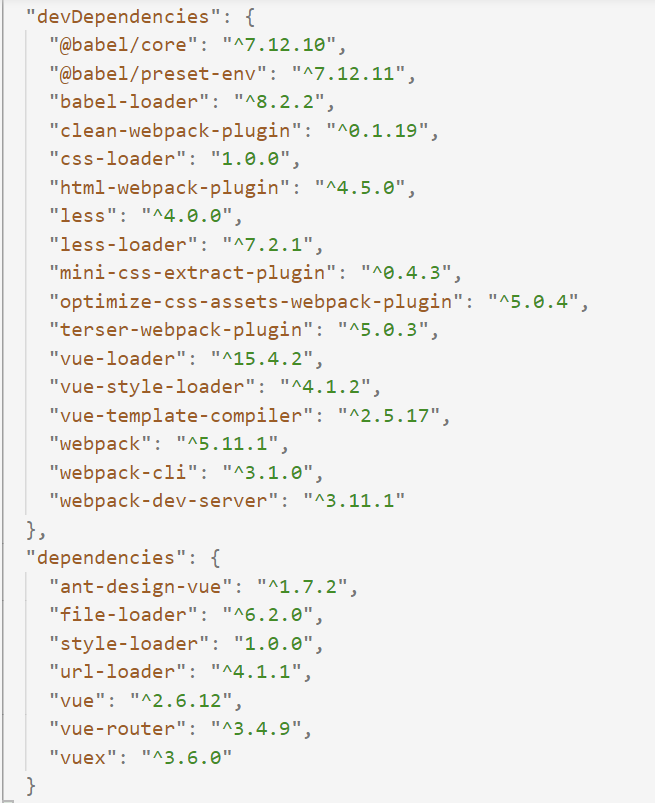 "devDependencies": {
"@babel/core": "^7.12.10",
"@babel/preset-env": "^7.12.11",
"babel-loader": "^8.2.2",
"clean-webpack-plugin": "^0.1.19",
"css-loader": "1.0.0",
"html-webpack-plugin": "^4.5.0",
"less": "^4.0.0",
"less-loader": "^7.2.1",
"mini-css-extract-plugin": "^0.4.3",
"optimize-css-assets-webpack-plugin": "^5.0.4",
"terser-webpack-plugin": "^5.0.3",
"vue-loader": "^15.4.2",
"vue-style-loader": "^4.1.2",
"vue-template-compiler": "^2.5.17",
"webpack": "^5.11.1",
"webpack-cli": "^3.1.0",
"webpack-dev-server": "^3.11.1"
},
"dependencies": {
"ant-design-vue": "^1.7.2",
"file-loader": "^6.2.0",
"style-loader": "1.0.0",
"url-loader": "^4.1.1",
"vue": "^2.6.12",
"vue-router": "^3.4.9",
"vuex": "^3.6.0"
}